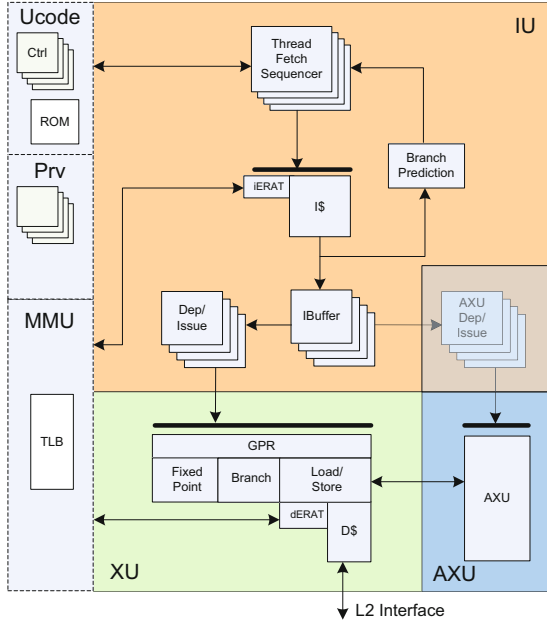 Ucode
Ctrl
ROM
Prv
MMU
TLB
IU
Thread
Fetch
Sequencer
Branch
Prediction
iERAT
I$
Dep/
Issue
IBuffer
AXU
Dep/
Issue
GPR
Fixed
Point
Branch
Load/
Store
dERAT
D$
XU
AXU
AXU
L2 Interface